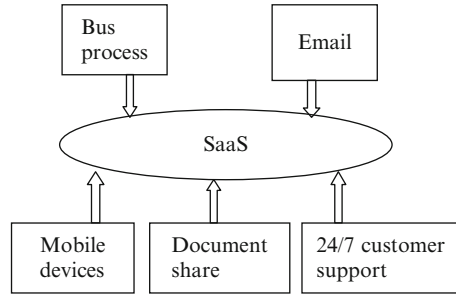 Bus
process
Email
SaaS
Mobile
devices
Document
share
24/7 customer
support